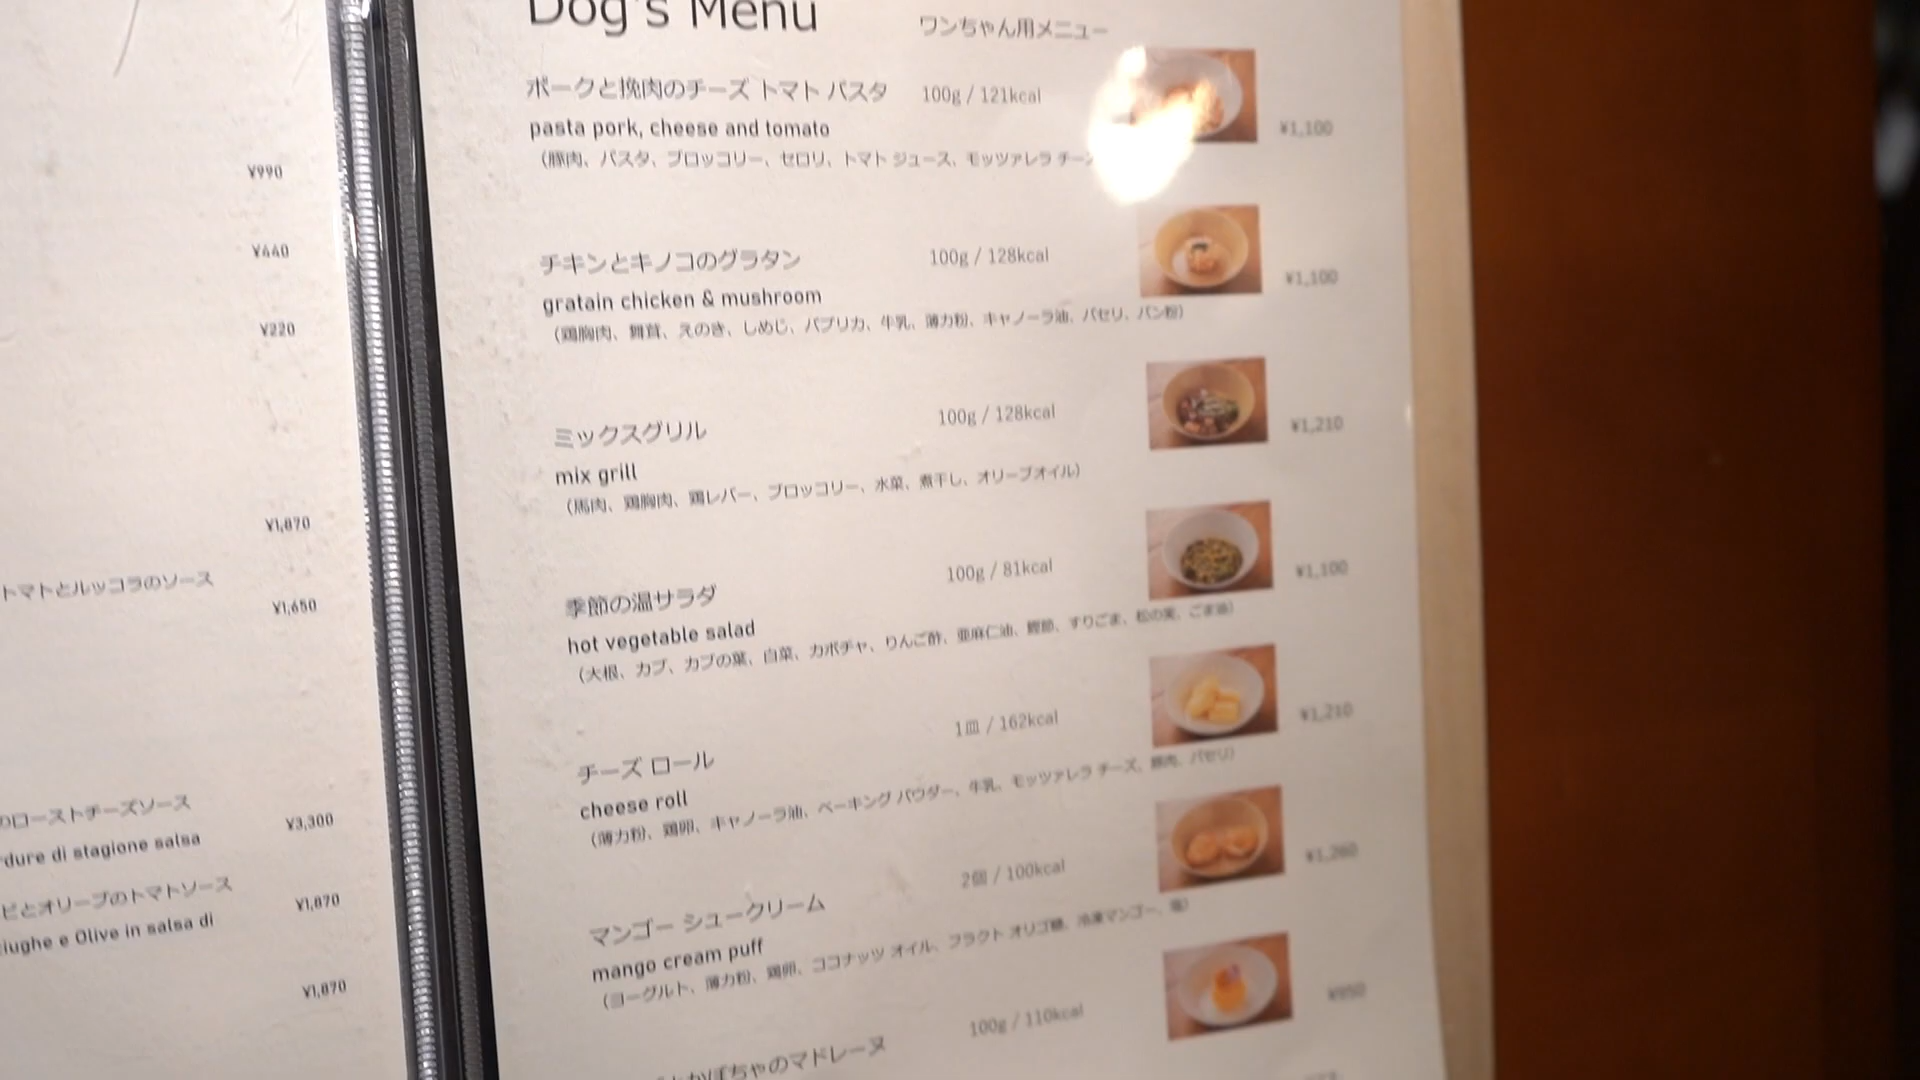 ¥990
¥440
¥220
¥1,870
トマトとルッコラのソース
¥1,650
のローストチーズソース
¥3,300
dure di stagione salsa
ビとオリーブのトマトソース
¥1,870
iughe e Olive in salsa di
¥1,870
Dog's Menu ワンちゃん用メニュー
ポークと挽肉のチーズ トマト パスタ 100g / 121kcal
pasta pork, cheese and tomato ¥1,100
(豚肉、パスタ、ブロッコリー、セロリ、トマト ジュース、モッツァレラ チー
チキンとキノコのグラタン 100g / 128kcal
gratain chicken & mushroom ¥1,100
(鶏胸肉、舞茸、えのき、しめじ、パプリカ、牛乳、薄力粉、キャノーラ油、パセリ、パン粉)
ミックスグリル 100g / 128kcal ¥1,210
mix grill
(馬肉、鶏胸肉、鶏レバー、ブロッコリー、水菜、煮干し、オリーブオイル)
季節の温サラダ 100g / 81kcal ¥1,100
hot vegetable salad
(大根、カブ、カブの葉、白菜、カボチャ、りんご酢、亜麻仁油、鰹節、すりごま、松の実、ごま油)
チーズ ロール 1皿 / 162kcal ¥1,210
cheese roll
(薄力粉、鶏卵、キャノーラ油、ベーキング パウダー、牛乳、モッツァレラ チーズ、豚肉、パセリ)
マンゴー シュークリーム 2個 / 100kcal ¥1,260
mango cream puff
(ヨーグルト、薄力粉、鶏卵、ココナッツ オイル、フラクト オリゴ糖、冷凍マンゴー、塩)
かぼちゃのマドレーヌ 100g / 110kcal